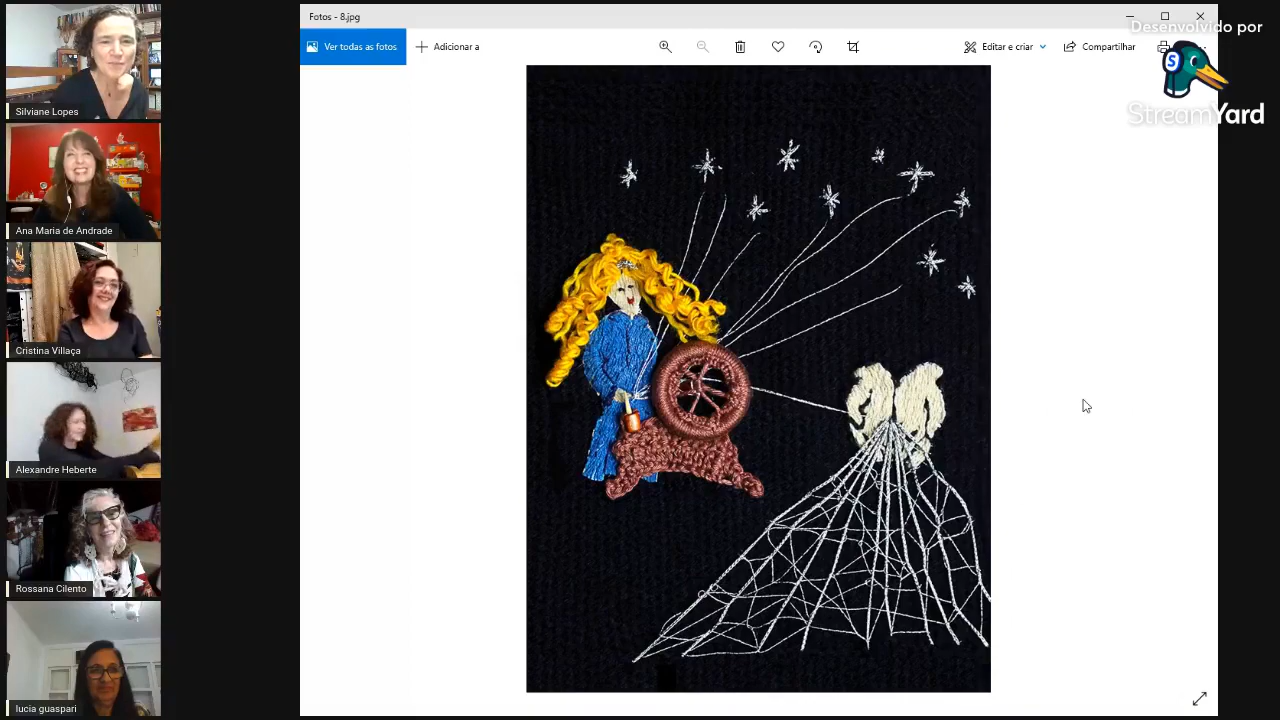 Fotos - 8.jpg
Ver todas as fotos
Adicionar a
Editar e criar
Compartilhar
Desenvolvido por
S
StreamYard
Silviane Lopes
Ana Maria de Andrade
Cristina Villaça
Alexandre Heberte
Rossana Cilento
lucia guaspari